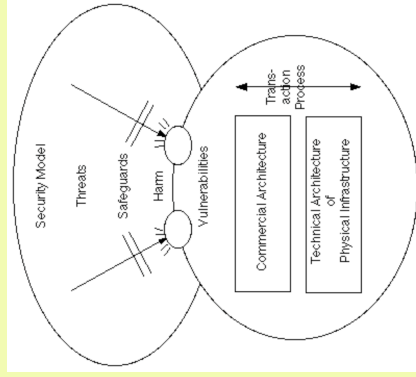 Security Model
Threats
Safeguards
Harm
Vulnerabilities
Trans-
action
Process
Commercial Architecture
Technical Architecture
of
Physical Infrastructure